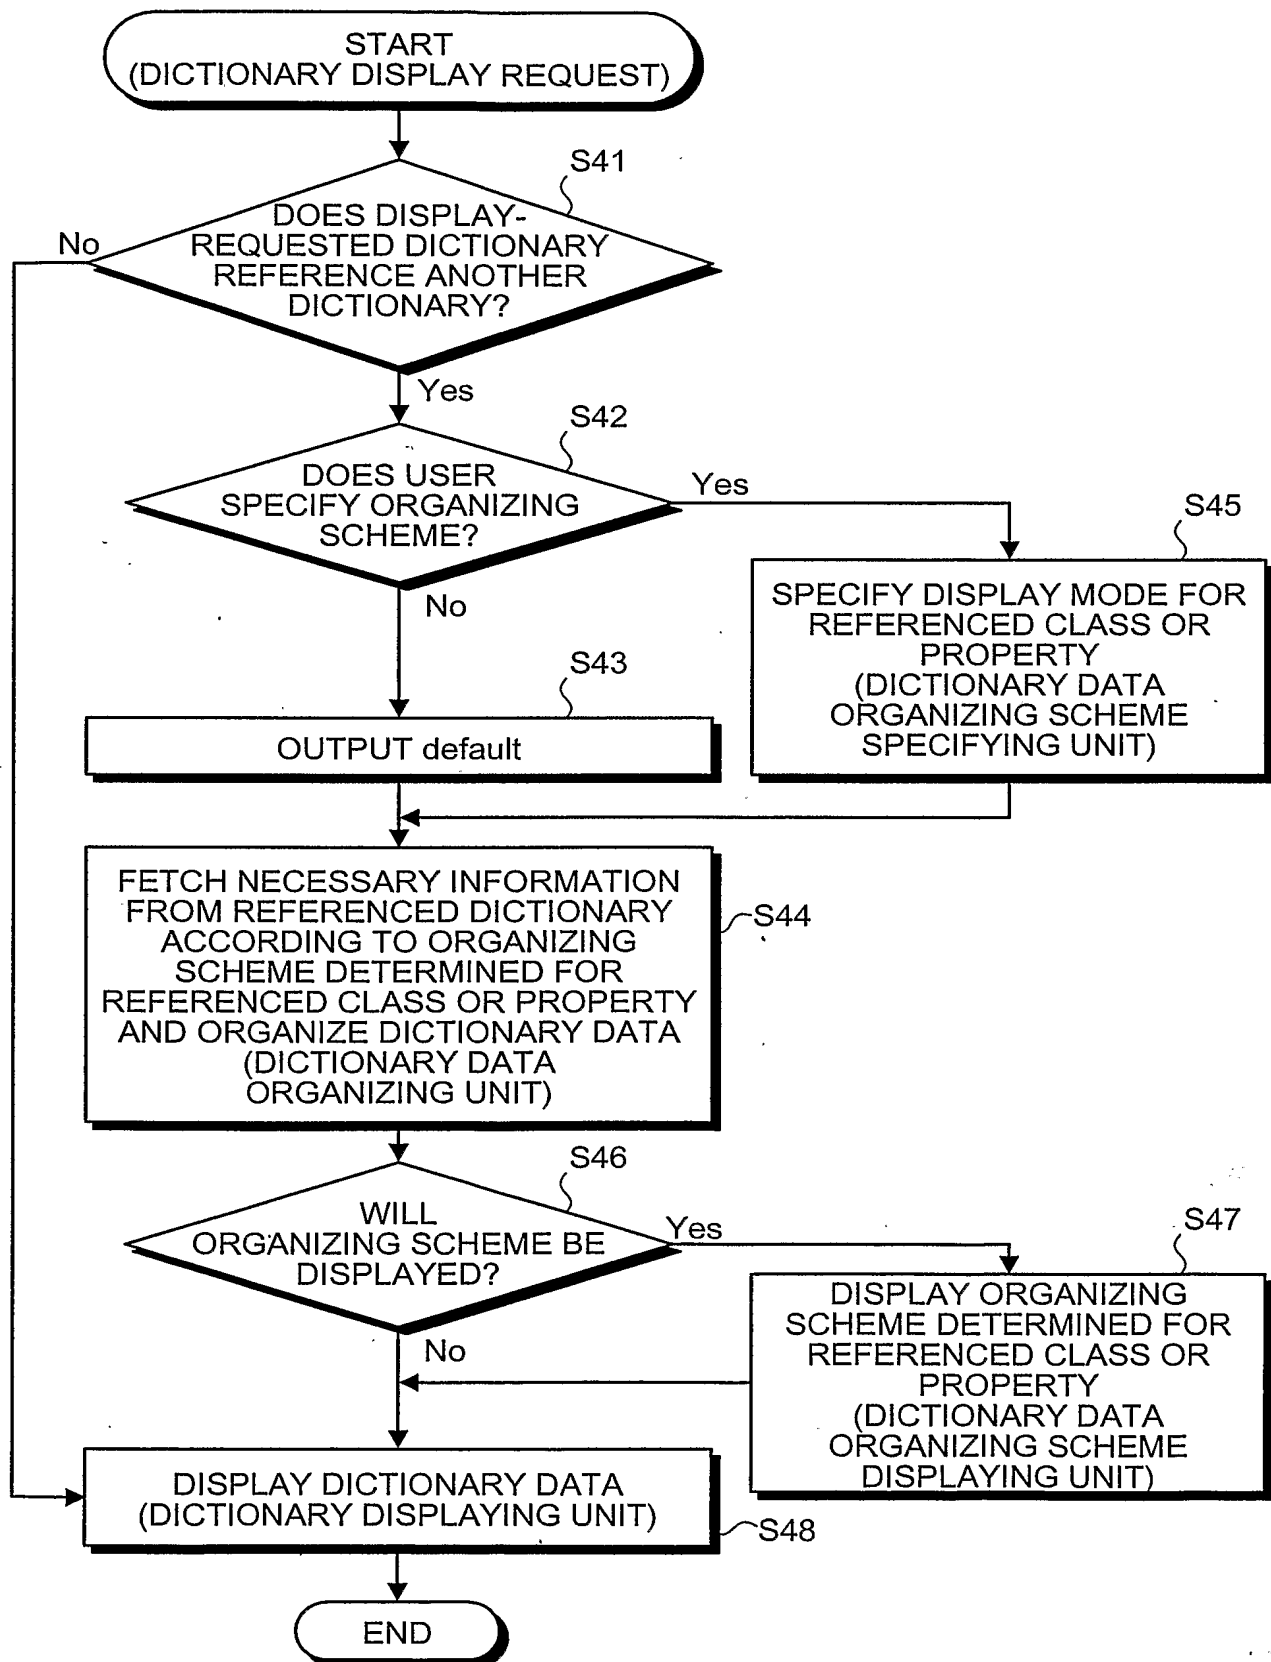 START
(DICTIONARY DISPLAY REQUEST)
S41
DOES DISPLAY-
REQUESTED DICTIONARY
REFERENCE ANOTHER
DICTIONARY?
No
Yes
S42
DOES USER
SPECIFY ORGANIZING
SCHEME?
Yes
No
S45
SPECIFY DISPLAY MODE FOR
REFERENCED CLASS OR
PROPERTY
(DICTIONARY DATA
ORGANIZING SCHEME
SPECIFYING UNIT)
S43
OUTPUT default
FETCH NECESSARY INFORMATION
FROM REFERENCED DICTIONARY
ACCORDING TO ORGANIZING
SCHEME DETERMINED FOR
REFERENCED CLASS OR PROPERTY
AND ORGANIZE DICTIONARY DATA
(DICTIONARY DATA
ORGANIZING UNIT)
S44
S46
WILL
ORGANIZING SCHEME BE
DISPLAYED?
Yes
No
S47
DISPLAY ORGANIZING
SCHEME DETERMINED FOR
REFERENCED CLASS OR
PROPERTY
(DICTIONARY DATA
ORGANIZING SCHEME
DISPLAYING UNIT)
DISPLAY DICTIONARY DATA
(DICTIONARY DISPLAYING UNIT)
S48
END